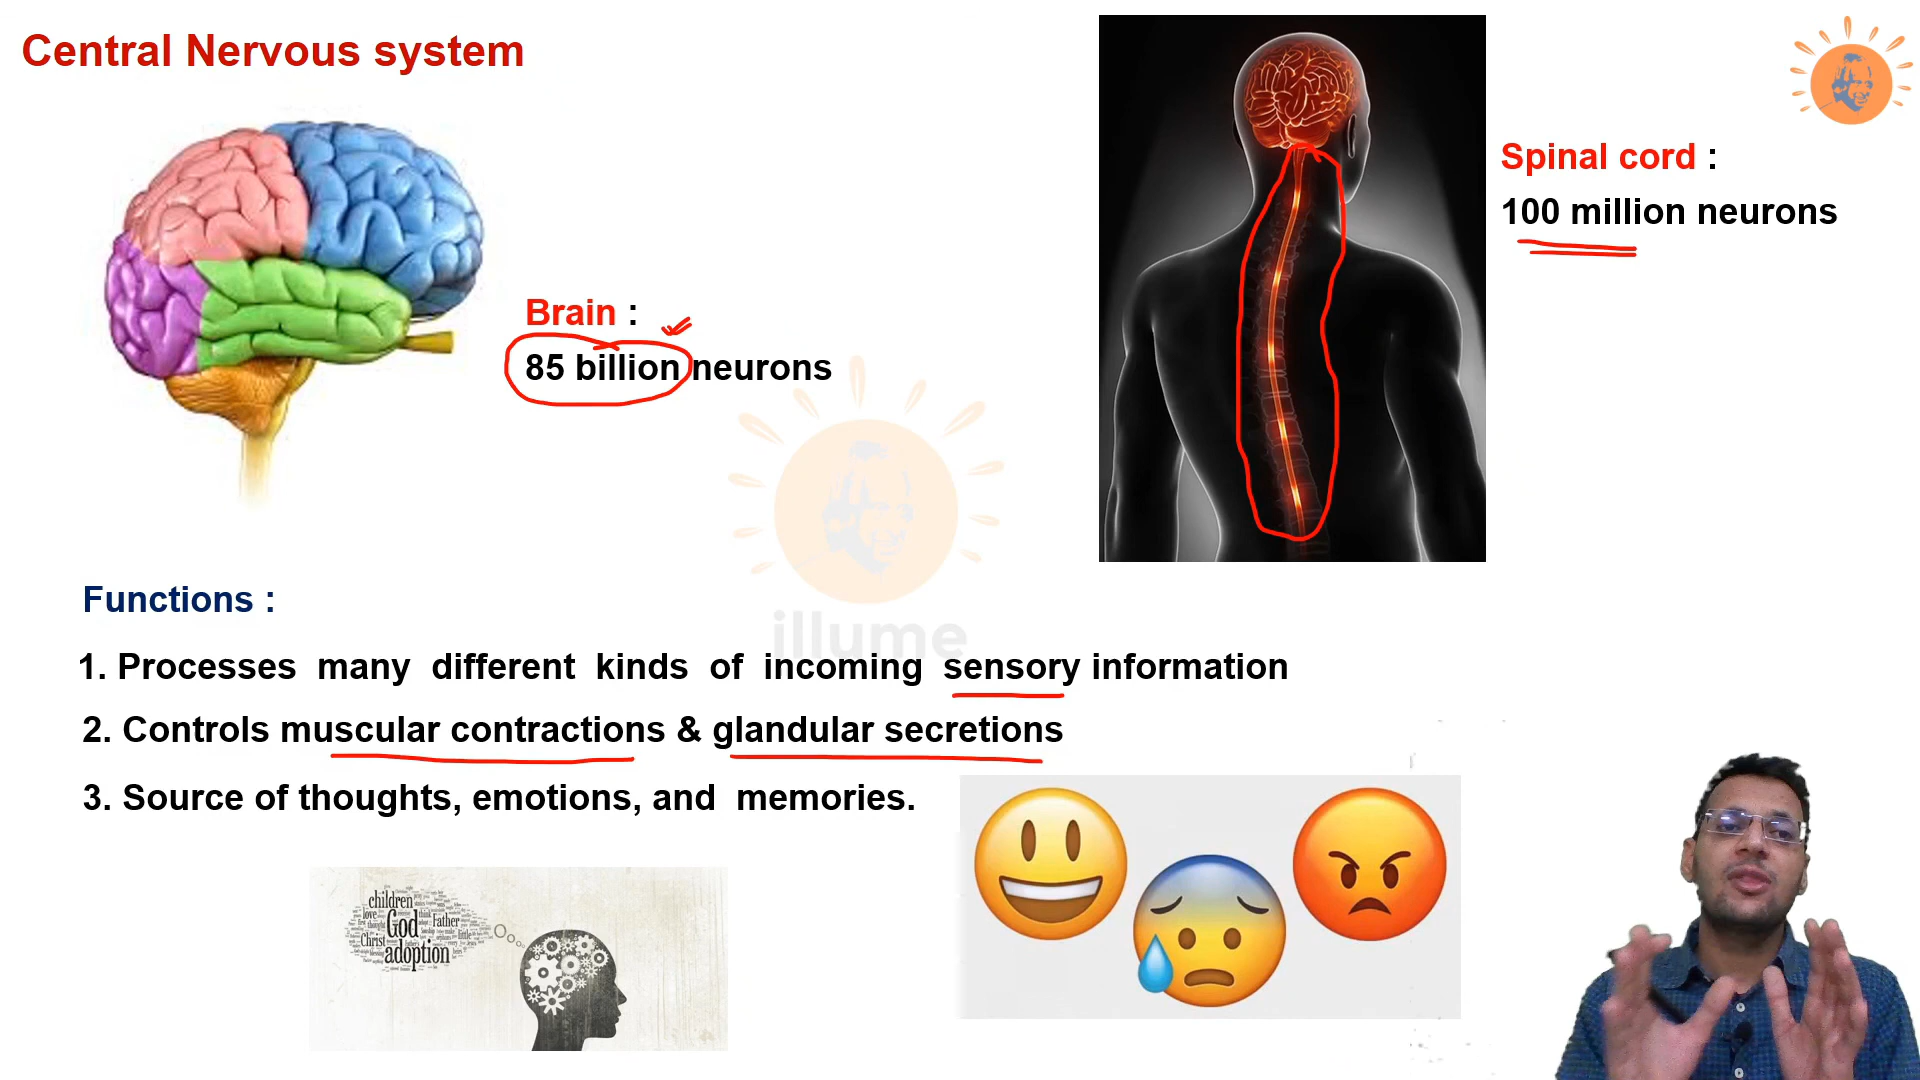 Central Nervous system
Spinal cord :
100 million neurons
Brain :
85 billion neurons
illume
Functions :
1. Processes many different kinds of incoming sensory information
2. Controls muscular contractions & glandular secretions
3. Source of thoughts, emotions, and memories.
children
love
God
Father
Christ
adoption